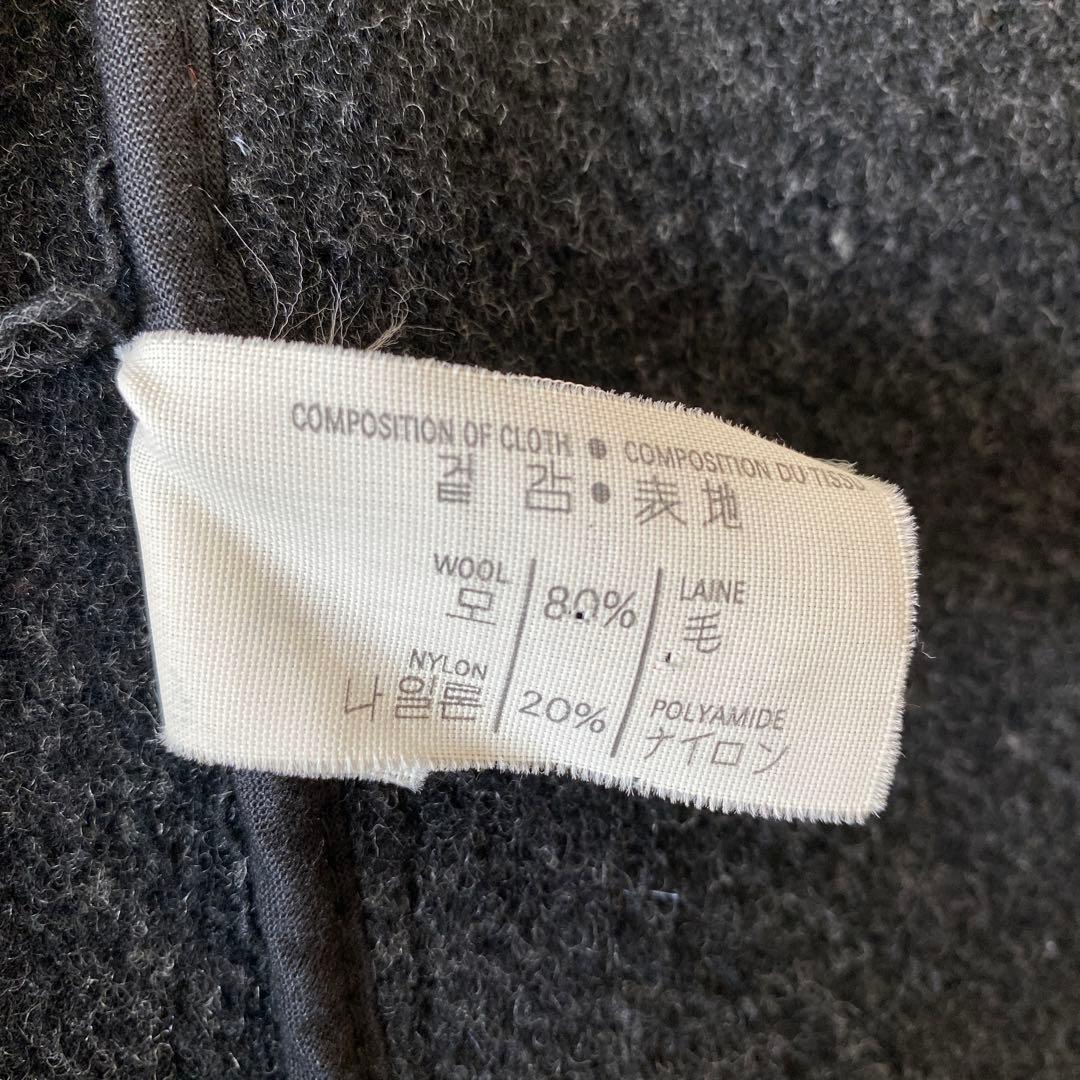 COMPOSITION OF CLOTH ● COMPOSITION DU TISSU
겉 감 ● 表 地
WOOL 80% LAINE
모 毛
NYLON 20% POLYAMIDE
나일론 ナイロン